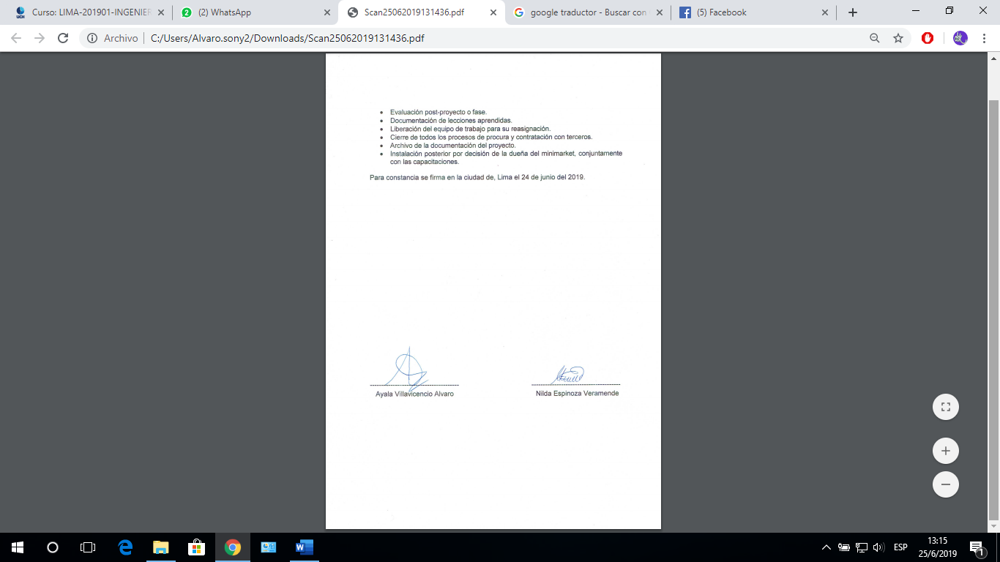 Curso: LIMA-201901-INGENIER
(2) WhatsApp
Scan25062019131436.pdf
google traductor - Buscar con
(5) Facebook
Archivo
C:/Users/Alvaro.sony2/Downloads/Scan25062019131436.pdf
• Evaluación post-proyecto o fase.
• Documentación de lecciones aprendidas.
• Liberación del equipo de trabajo para su reasignación.
• Cierre de todos los procesos de procura y contratación con terceros.
• Archivo de la documentación del proyecto.
• Instalación posterior por decisión de la dueña del minimarket, conjuntamente
con las capacitaciones.
Para constancia se firma en la ciudad de, Lima el 24 de junio del 2019.
Ayala Villavicencio Alvaro
Nilda Espinoza Veramende
ESP
13:15
25/6/2019
1